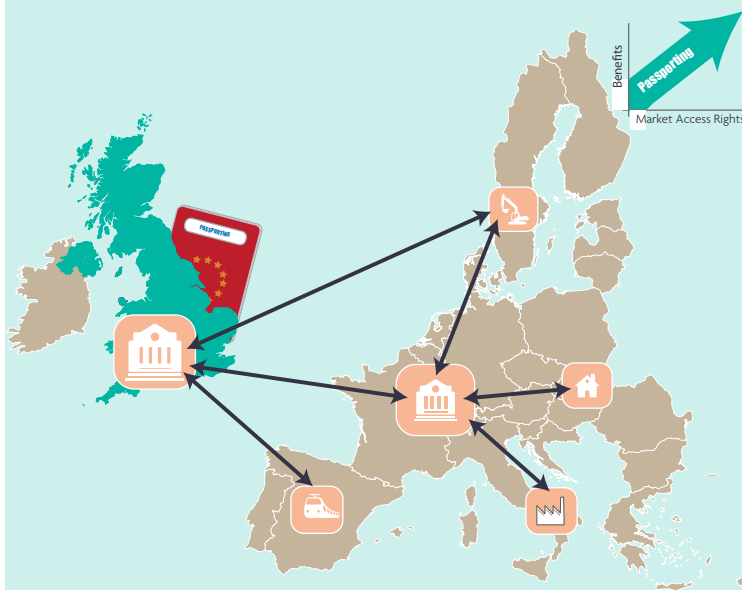 Benefits
Passporting
Market Access Rights
PASSPORTING